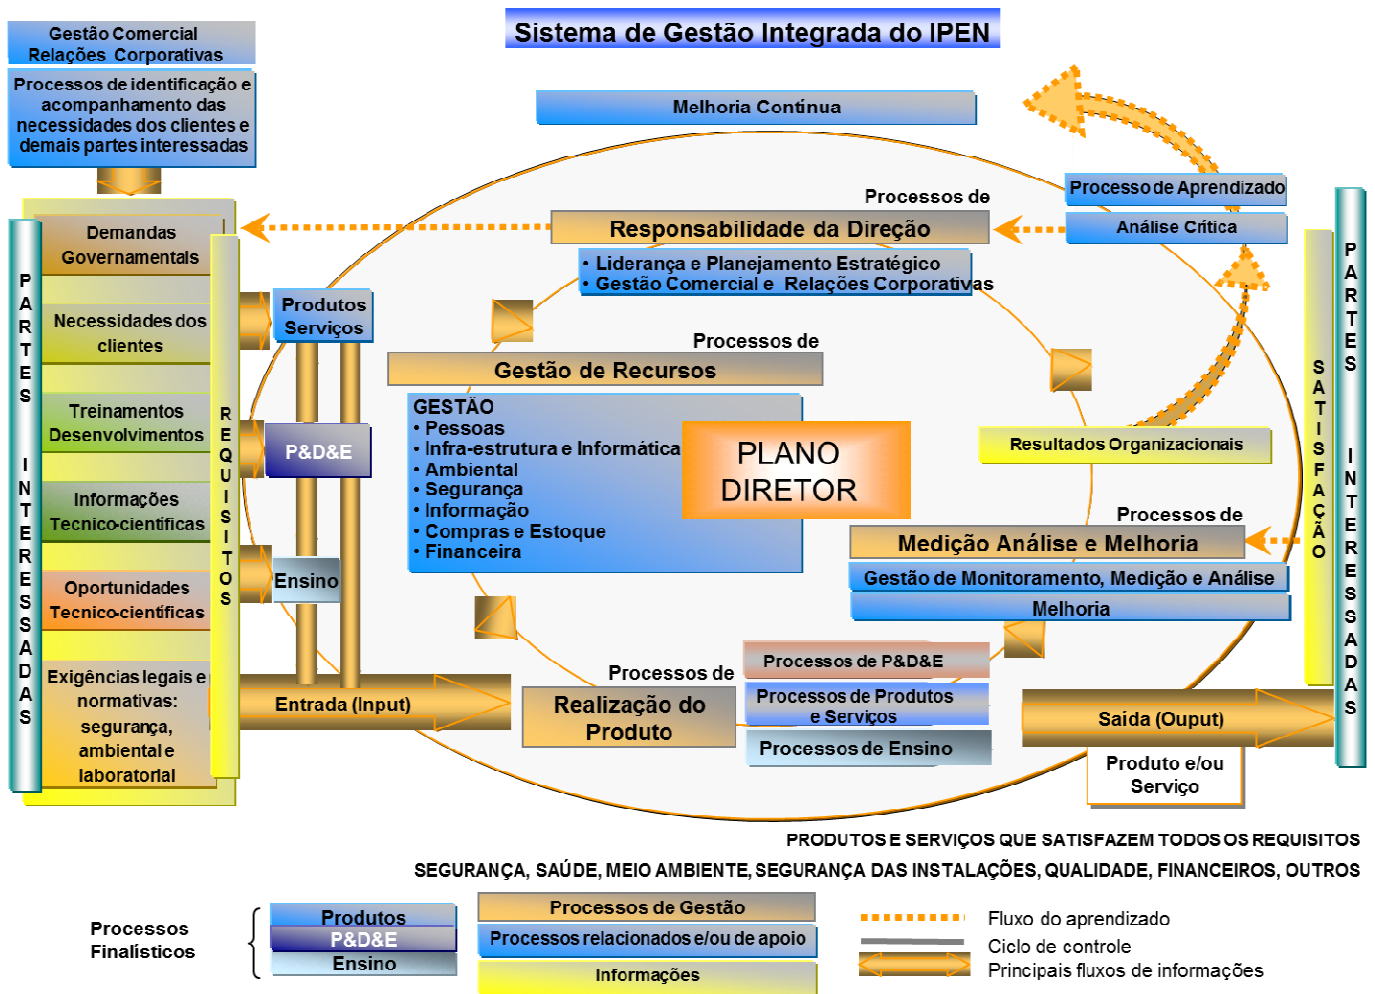 Sistema de Gestão Integrada do IPEN
Gestão Comercial
Relações Corporativas
Processos de identificação e
acompanhamento das
necessidades dos clientes e
demais partes interessadas
Melhoria Contínua
PARTES INTERESSADAS
Demandas
Governamentals
Necessidades dos
clientes
Treinamentos
Desenvolvimentos
Informações
Tecnico-científicas
Oportunidades
Tecnico-científicas
Exigências legais e
normativas:
segurança,
ambiental e
laboratorial
REQUISITOS
Produtos
Serviços
P&D&E
Ensino
Entrada (Input)
Processos de
Responsabilidade da Direção
• Liderança e Planejamento Estratégico
• Gestão Comercial e Relações Corporativas
Processo de Aprendizado
Análise Crítica
Processos de
Gestão de Recursos
GESTÃO
• Pessoas
• Infra-estrutura e Informática
• Ambiental
• Segurança
• Informação
• Compras e Estoque
• Financeira
PLANO
DIRETOR
Resultados Organizacionais
Processos de
Medição Análise e Melhoria
Gestão de Monitoramento, Medição e Análise
Melhoria
Processos de
Realização do
Produto
Processos de P&D&E
Processos de Produtos
e Serviços
Processos de Ensino
Saída (Ouput)
Produto e/ou
Serviço
SATISFAÇÃO
PARTES INTERESSADAS
PRODUTOS E SERVIÇOS QUE SATISFAZEM TODOS OS REQUISITOS
SEGURANÇA, SAÚDE, MEIO AMBIENTE, SEGURANÇA DAS INSTALAÇÕES, QUALIDADE, FINANCEIROS, OUTROS
Processos
Finalísticos
Produtos
P&D&E
Ensino
Processos de Gestão
Processos relacionados e/ou de apoio
Informações
Fluxo do aprendizado
Ciclo de controle
Principais fluxos de informações